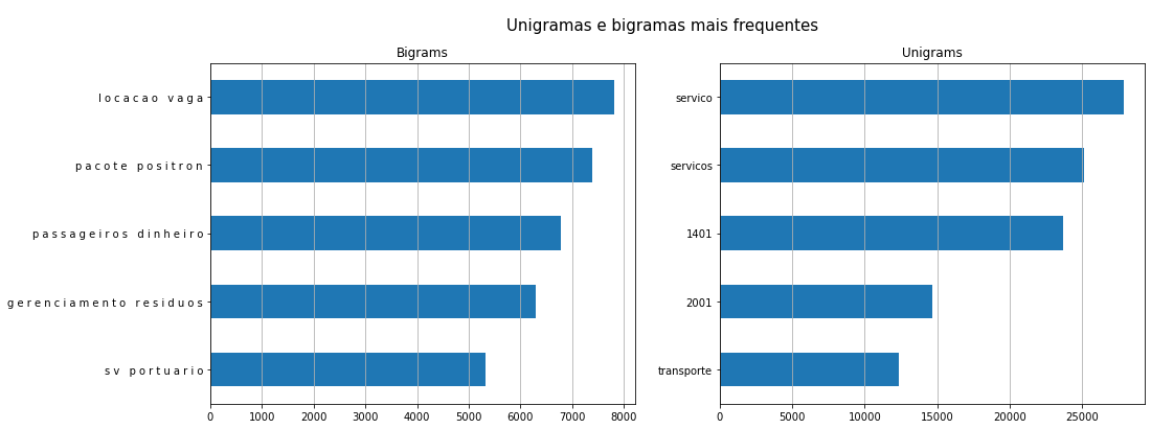 Unigramas e bigramas mais frequentes
Bigrams
locacao vaga
pacote positron
passageiros dinheiro
gerenciamento residuos
sv portuario
0 1000 2000 3000 4000 5000 6000 7000 8000
Unigrams
servico
servicos
1401
2001
transporte
0 5000 10000 15000 20000 25000